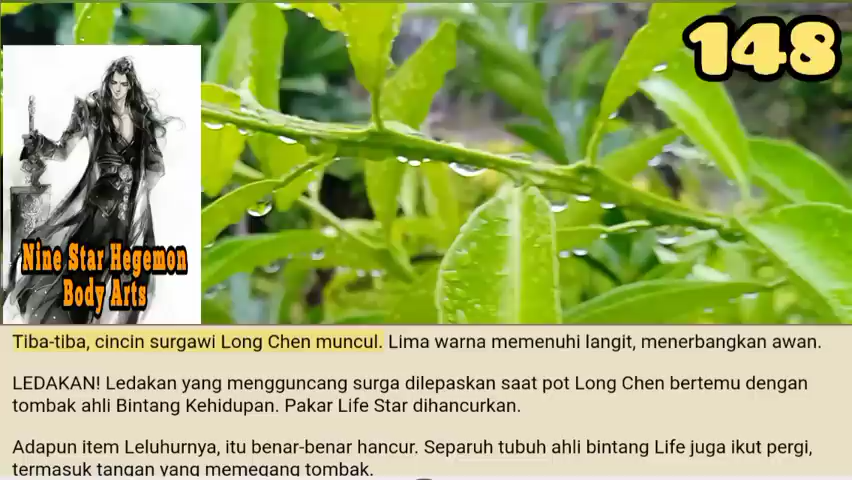 148
Nine Star Hegemon
Body Arts
Tiba-tiba, cincin surgawi Long Chen muncul. Lima warna memenuhi langit, menerbangkan awan.
LEDAKAN! Ledakan yang mengguncang surga dilepaskan saat pot Long Chen bertemu dengan
tombak ahli Bintang Kehidupan. Pakar Life Star dihancurkan.
Adapun item Leluhurnya, itu benar-benar hancur. Separuh tubuh ahli bintang Life juga ikut pergi,
termasuk tangan yang memegang tombak.